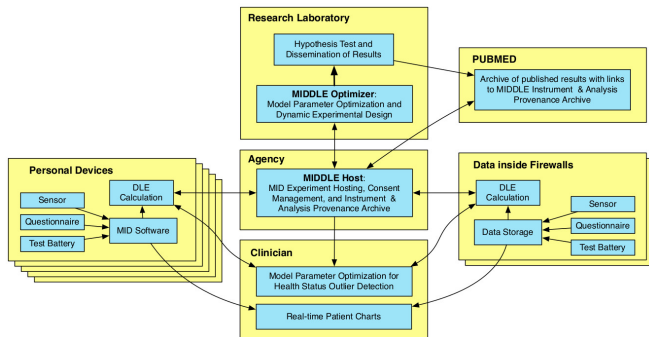 Research Laboratory
Hypothesis Test and
Dissemination of Results
MIDDLE Optimizer:
Model Parameter Optimization and
Dynamic Experimental Design
PUBMED
Archive of published results with links
to MIDDLE Instrument & Analysis
Provenance Archive
Personal Devices
Sensor
Questionnaire
Test Battery
DLE
Calculation
MID Software
Agency
MIDDLE Host:
MID Experiment Hosting, Consent
Management, and Instrument &
Analysis Provenance Archive
Data inside Firewalls
DLE
Calculation
Data Storage
Sensor
Questionnaire
Test Battery
Clinician
Model Parameter Optimization for
Health Status Outlier Detection
Real-time Patient Charts